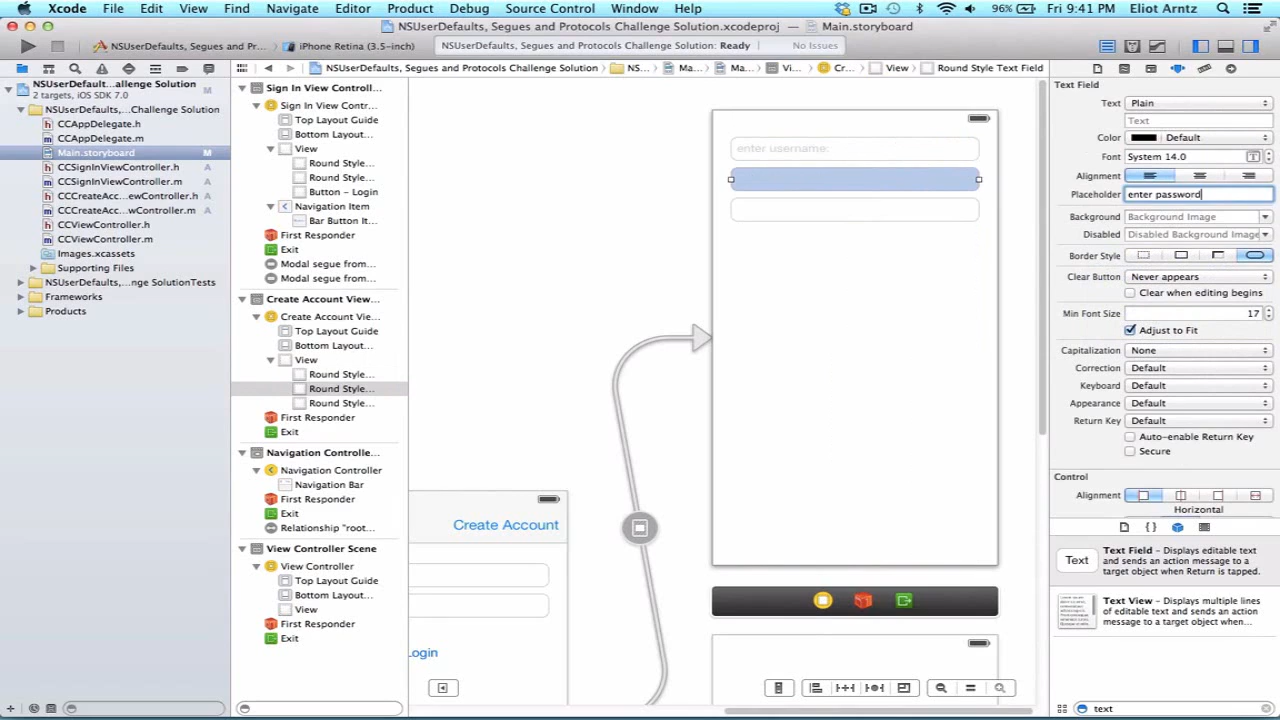 Xcode File Edit View Find Navigate Editor Product Debug Source Control Window Help 96% Fri 9:41 PM Eliot Arntz
NSUserDefaults, Segues and Protocols Challenge Solution.xcodeproj — Main.storyboard
NSUserDefaults, Segues and Pr... iPhone Retina (3.5-inch) NSUserDefaults, Segues and Protocols Challenge Solution: Ready No Issues
NSUserDefaults, Segues and Protocols Challenge Solution NS... Ma... Ma... Vi... Cr... View Round Style Text Field
NSUserDefault...allenge Solution M
2 targets, iOS SDK 7.0
NSUserDefaults,...Challenge Solution
CCAppDelegate.h
CCAppDelegate.m
Main.storyboard M
CCSignInViewController.h A
CCSignInViewController.m A
CCCreateAcc...ewController.h A
CCCreateAcc...wController.m A
CCViewController.h
CCViewController.m
Images.xcassets
Supporting Files
NSUserDefaults,...nge SolutionTests
Frameworks
Products
Sign In View Controll...
Sign In View Contr...
Top Layout Guide
Bottom Layout...
View
Round Style...
Round Style...
Button - Login
Navigation Item
Bar Button It...
First Responder
Exit
Modal segue from...
Modal segue from...
Create Account View...
Create Account Vie...
Top Layout Guide
Bottom Layout...
View
Round Style...
Round Style...
Round Style...
First Responder
Exit
Navigation Controlle...
Navigation Controller
Navigation Bar
First Responder
Exit
Relationship "root...
View Controller Scene
View Controller
Top Layout Guide
Bottom Layout...
View
First Responder
Exit
enter username:
Create Account
Login
Text Field
Text Plain
Text
Color Default
Font System 14.0
Alignment
Placeholder enter password
Background Background Image
Disabled Disabled Background Image
Border Style
Clear Button Never appears
Clear when editing begins
Min Font Size 17
Adjust to Fit
Capitalization None
Correction Default
Keyboard Default
Appearance Default
Return Key Default
Auto-enable Return Key
Secure
Control
Alignment
Horizontal
Text
Text Field - Displays editable text
and sends an action message to a
target object when Return is tapped.
Text View - Displays multiple lines
of editable text and sends an action
message to a target object when...
text